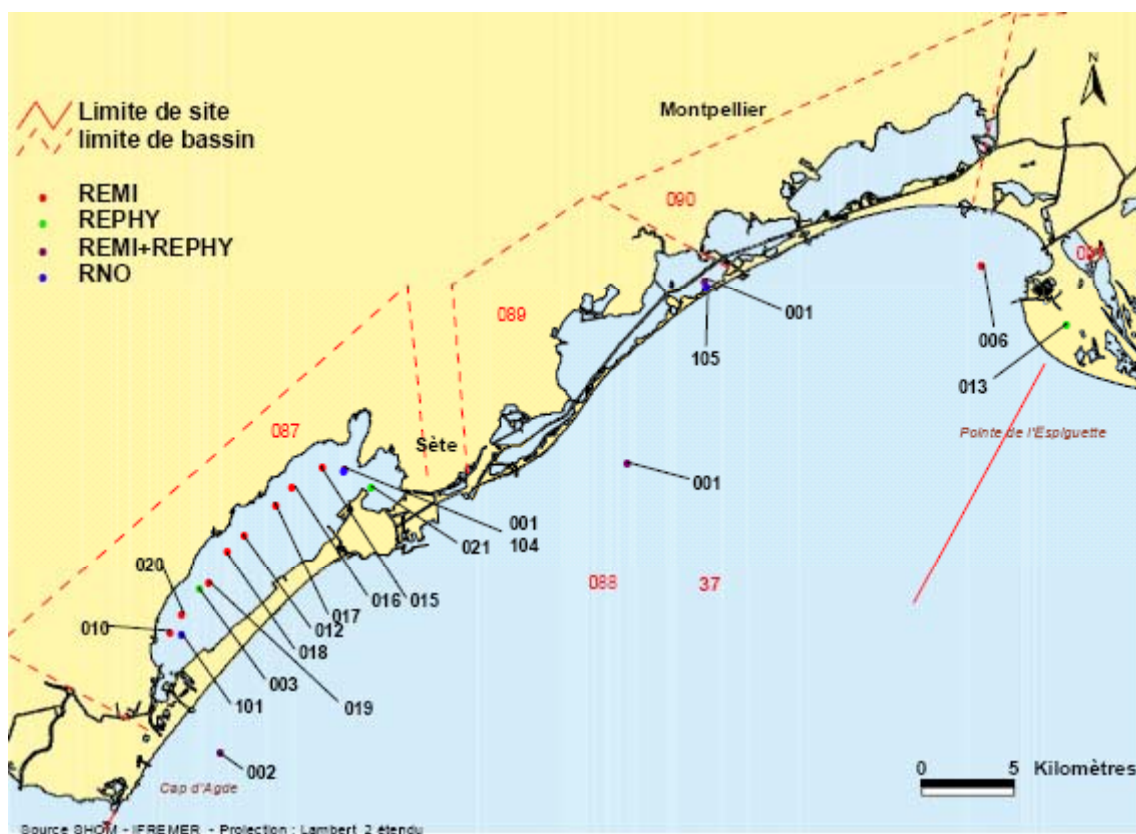 N
Montpellier
Limite de site
limite de bassin
REMI
REPHY
REMI+REPHY
RNO
090
089
001
105
006
013
087
Sète
Pointe de l'Espiguette
001
001
104
021
020
015
016
017
088
37
010
012
018
003
019
101
002
0 5 Kilomètres
Cap d'Agde
Source SHOM - IFREMER - Projection : Lambert 2 étendu